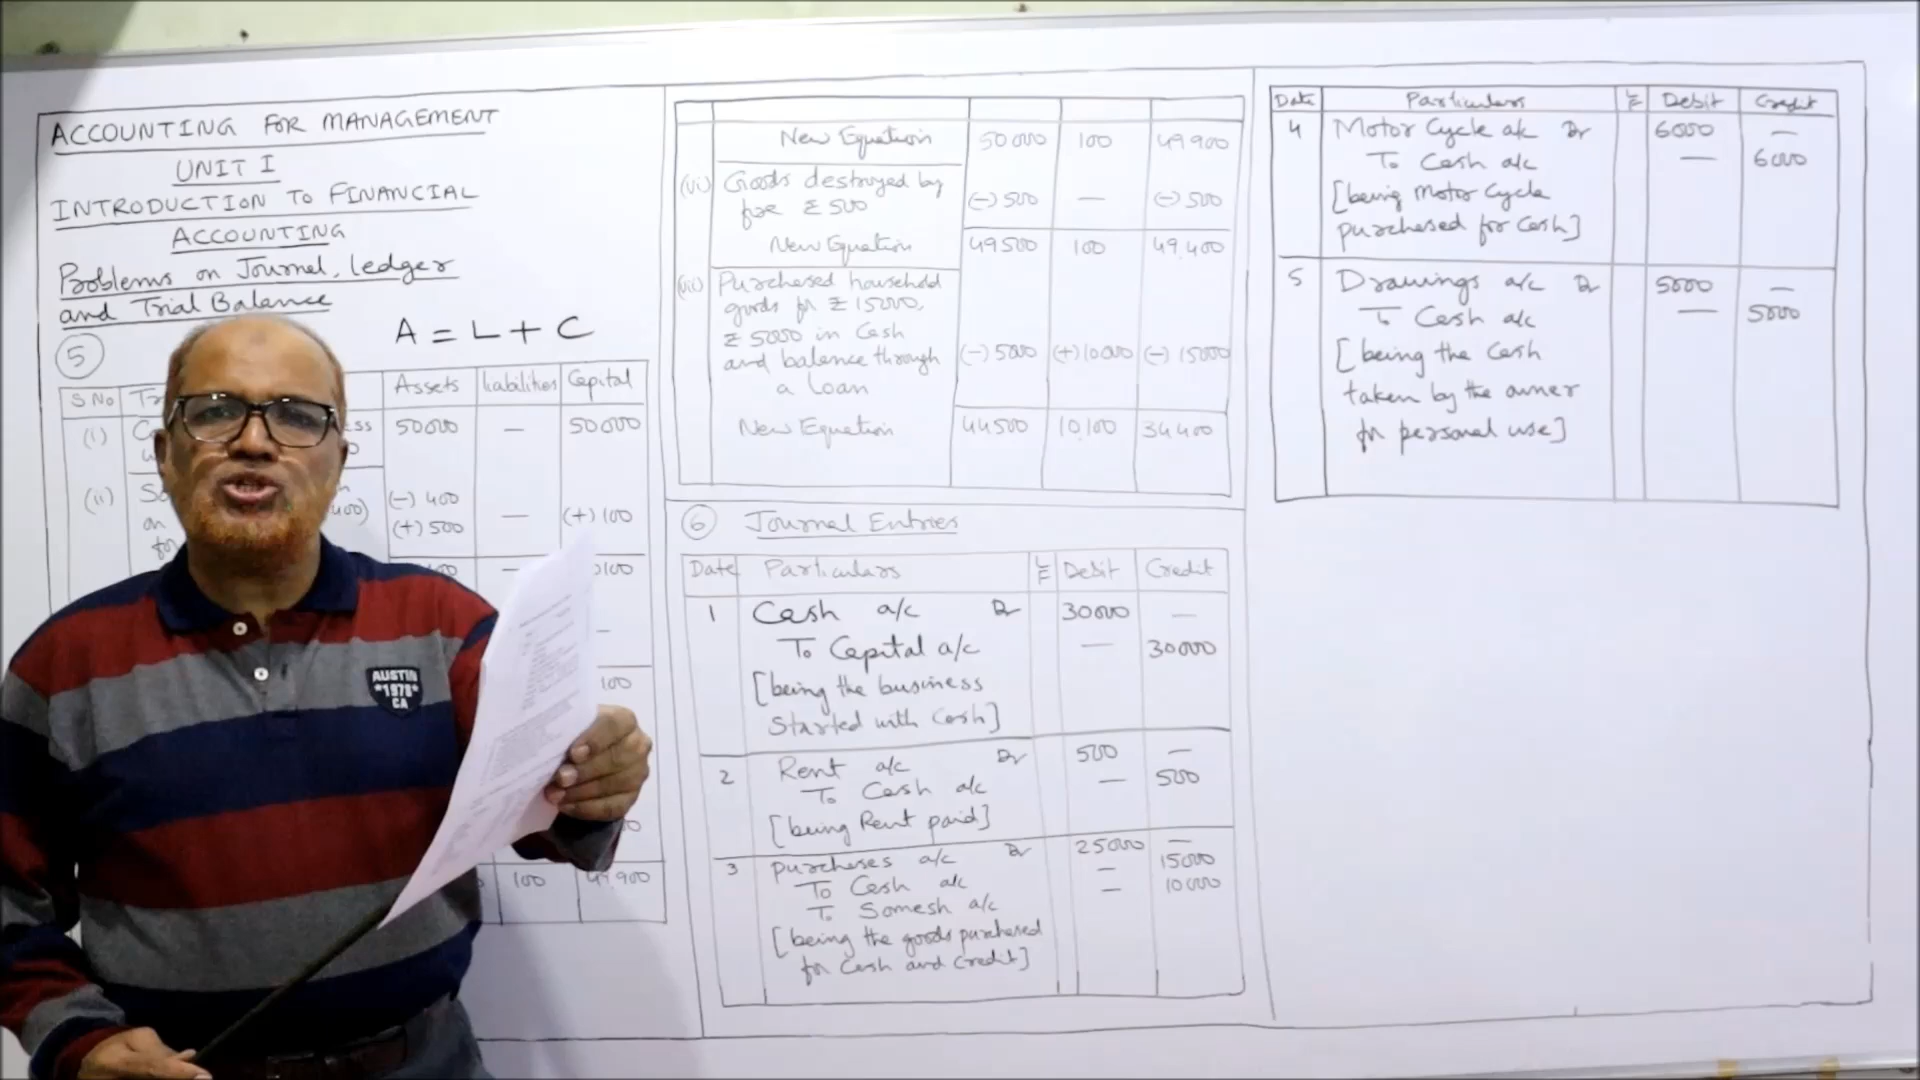 ACCOUNTING FOR MANAGEMENT
UNIT I
INTRODUCTION TO FINANCIAL
ACCOUNTING
Problems on Journal, ledger
and Trial Balance
5
A = L + C
S No Assets liabilities Capital
(i) 50000 — 50000
(ii) (-) 400
on (+) 500 — (+) 100
100
100
New Equation 50000 100 49900
(vi) Goods destroyed by
fire ₹ 500 (-) 500 — (-) 500
New Equation 49500 100 49,400
(vii) Purchased household
goods for ₹ 15000,
₹ 5000 in Cash
and balance through (-) 5000 (+) 10000 (-) 15000
a Loan
New Equation 44500 10,100 34400
6 Journal Entries
Date Particulars LF Debit Credit
1 Cash a/c Dr 30000 —
To Capital a/c — 30000
[being the business
Started with Cash]
2 Rent a/c Dr 500 —
To Cash a/c — 500
[being Rent paid]
3 Purchases a/c Dr 25000 —
To Cash a/c — 15000
To Somesh a/c — 10000
[being the goods purchased
for Cash and Credit]
Date Particulars LF Debit Credit
4 Motor Cycle a/c Dr 6000 —
To Cash a/c — 6000
[being Motor Cycle
purchased for Cash]
5 Drawings a/c Dr 5000 —
To Cash a/c — 5000
[being the Cash
taken by the owner
for personal use]
100 49,900
AUSTIN
*1978*
CA